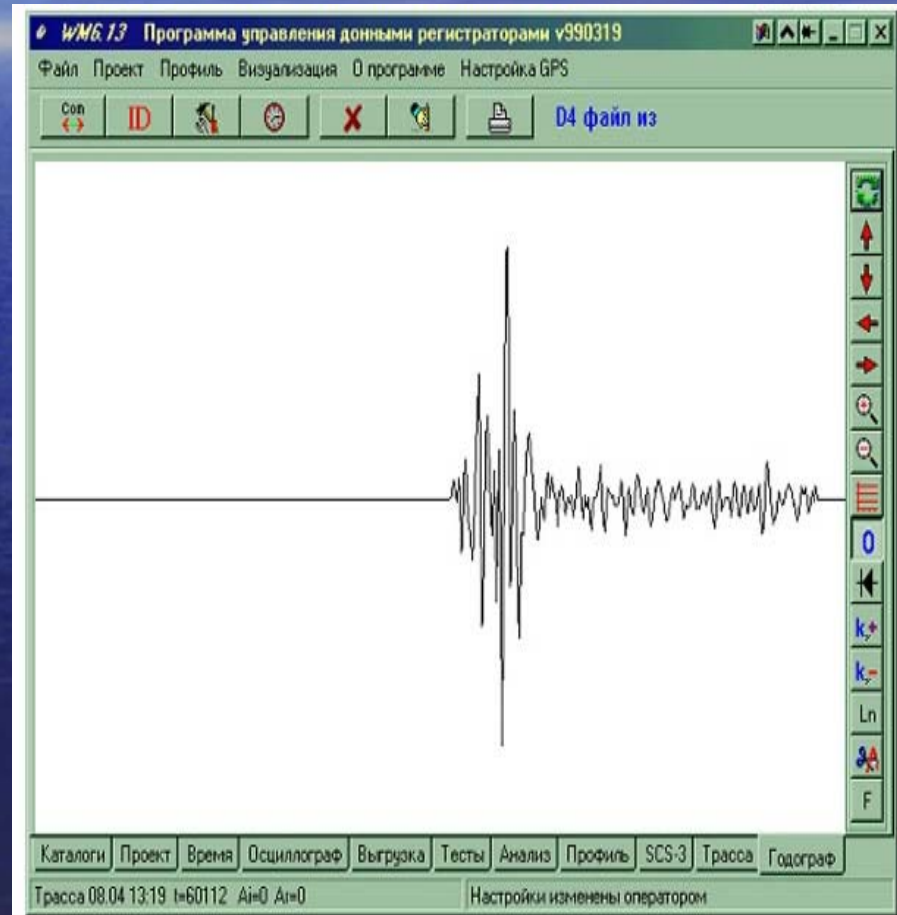 WM6.13 Программа управления донными регистраторами v990319
Файл Проект Профиль Визуализация О программе Настройка GPS
Con ID D4 файл из
0
k,+
k,-
Ln
F
Каталоги Проект Время Осциллограф Выгрузка Тесты Анализ Профиль SCS-3 Трасса Годограф
Трасса 08.04 13:19 t=60112 Ai=0 Ar=0 Настройки изменены оператором